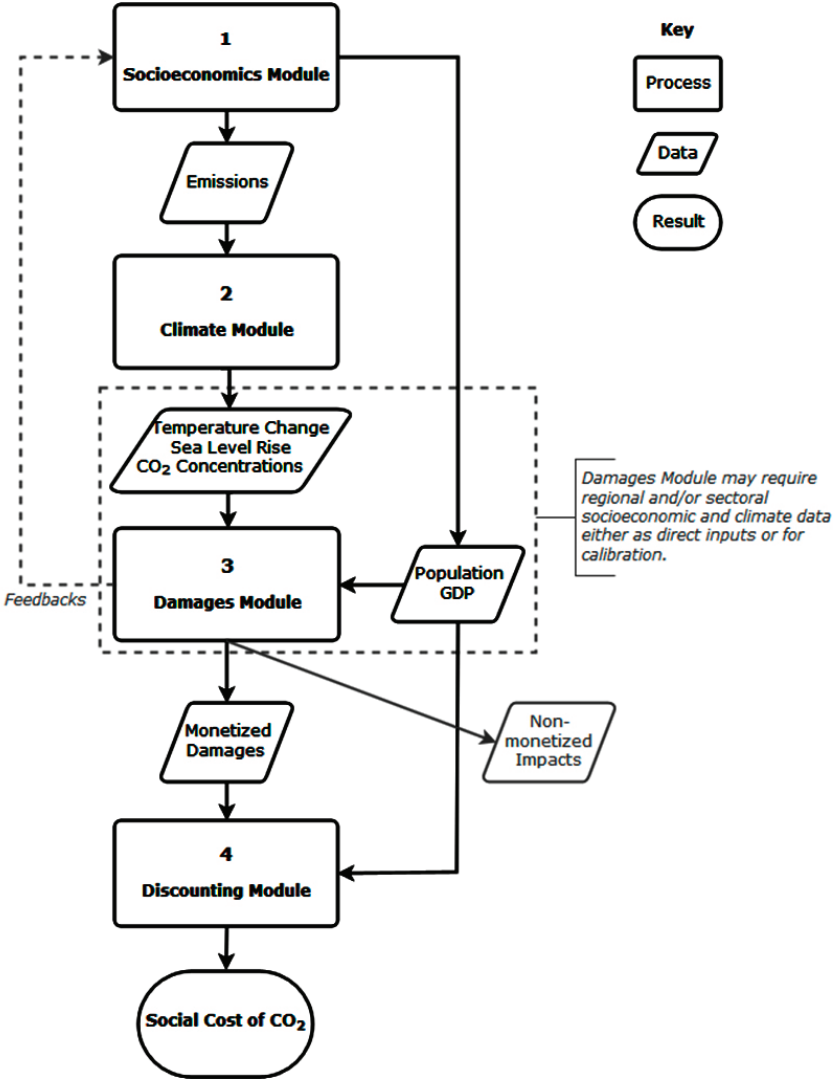 1
Socioeconomics Module
Emissions
2
Climate Module
Temperature Change
Sea Level Rise
CO₂ Concentrations
3
Damages Module
Feedbacks
Population
GDP
Damages Module may require
regional and/or sectoral
socioeconomic and climate data
either as direct inputs or for
calibration.
Monetized
Damages
Non-
monetized
Impacts
4
Discounting Module
Social Cost of CO₂
Key
Process
Data
Result